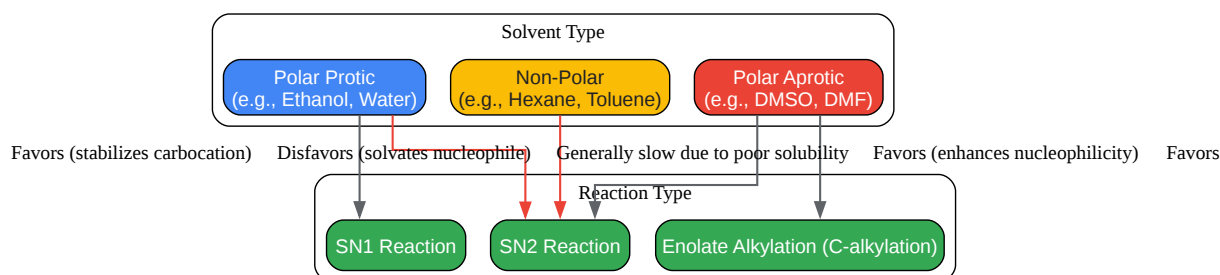 Solvent Type
Polar Protic
(e.g., Ethanol, Water)
Non-Polar
(e.g., Hexane, Toluene)
Polar Aprotic
(e.g., DMSO, DMF)
Favors (stabilizes carbocation)
Disfavors (solvates nucleophile)
Generally slow due to poor solubility
Favors (enhances nucleophilicity)
Favors
Reaction Type
SN1 Reaction
SN2 Reaction
Enolate Alkylation (C-alkylation)